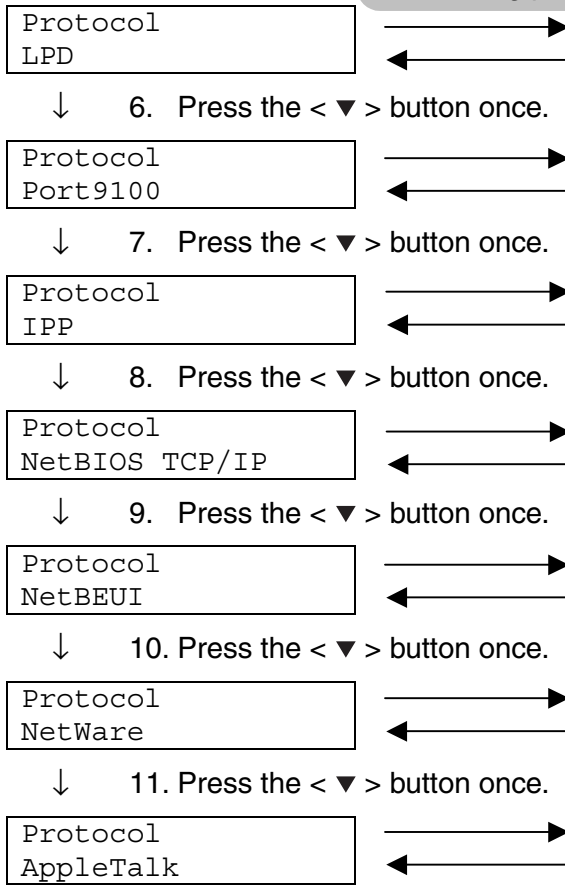 Protocol
LPD
↓ 6. Press the < ▼ > button once.
Protocol
Port9100
↓ 7. Press the < ▼ > button once.
Protocol
IPP
↓ 8. Press the < ▼ > button once.
Protocol
NetBIOS TCP/IP
↓ 9. Press the < ▼ > button once.
Protocol
NetBEUI
↓ 10. Press the < ▼ > button once.
Protocol
NetWare
↓ 11. Press the < ▼ > button once.
Protocol
AppleTalk